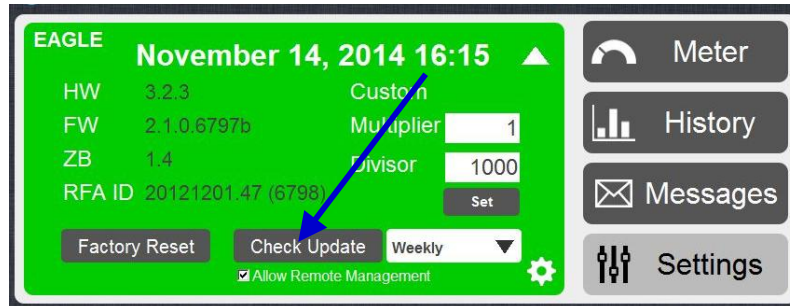 EAGLE
November 14, 2014 16:15
HW 3.2.3 Custom
FW 2.1.0.6797b Multiplier 1
ZB 1.4 Divisor 1000
RFA ID 20121201.47 (6798) Set
Factory Reset Check Update Weekly
Allow Remote Management
Meter
History
Messages
Settings